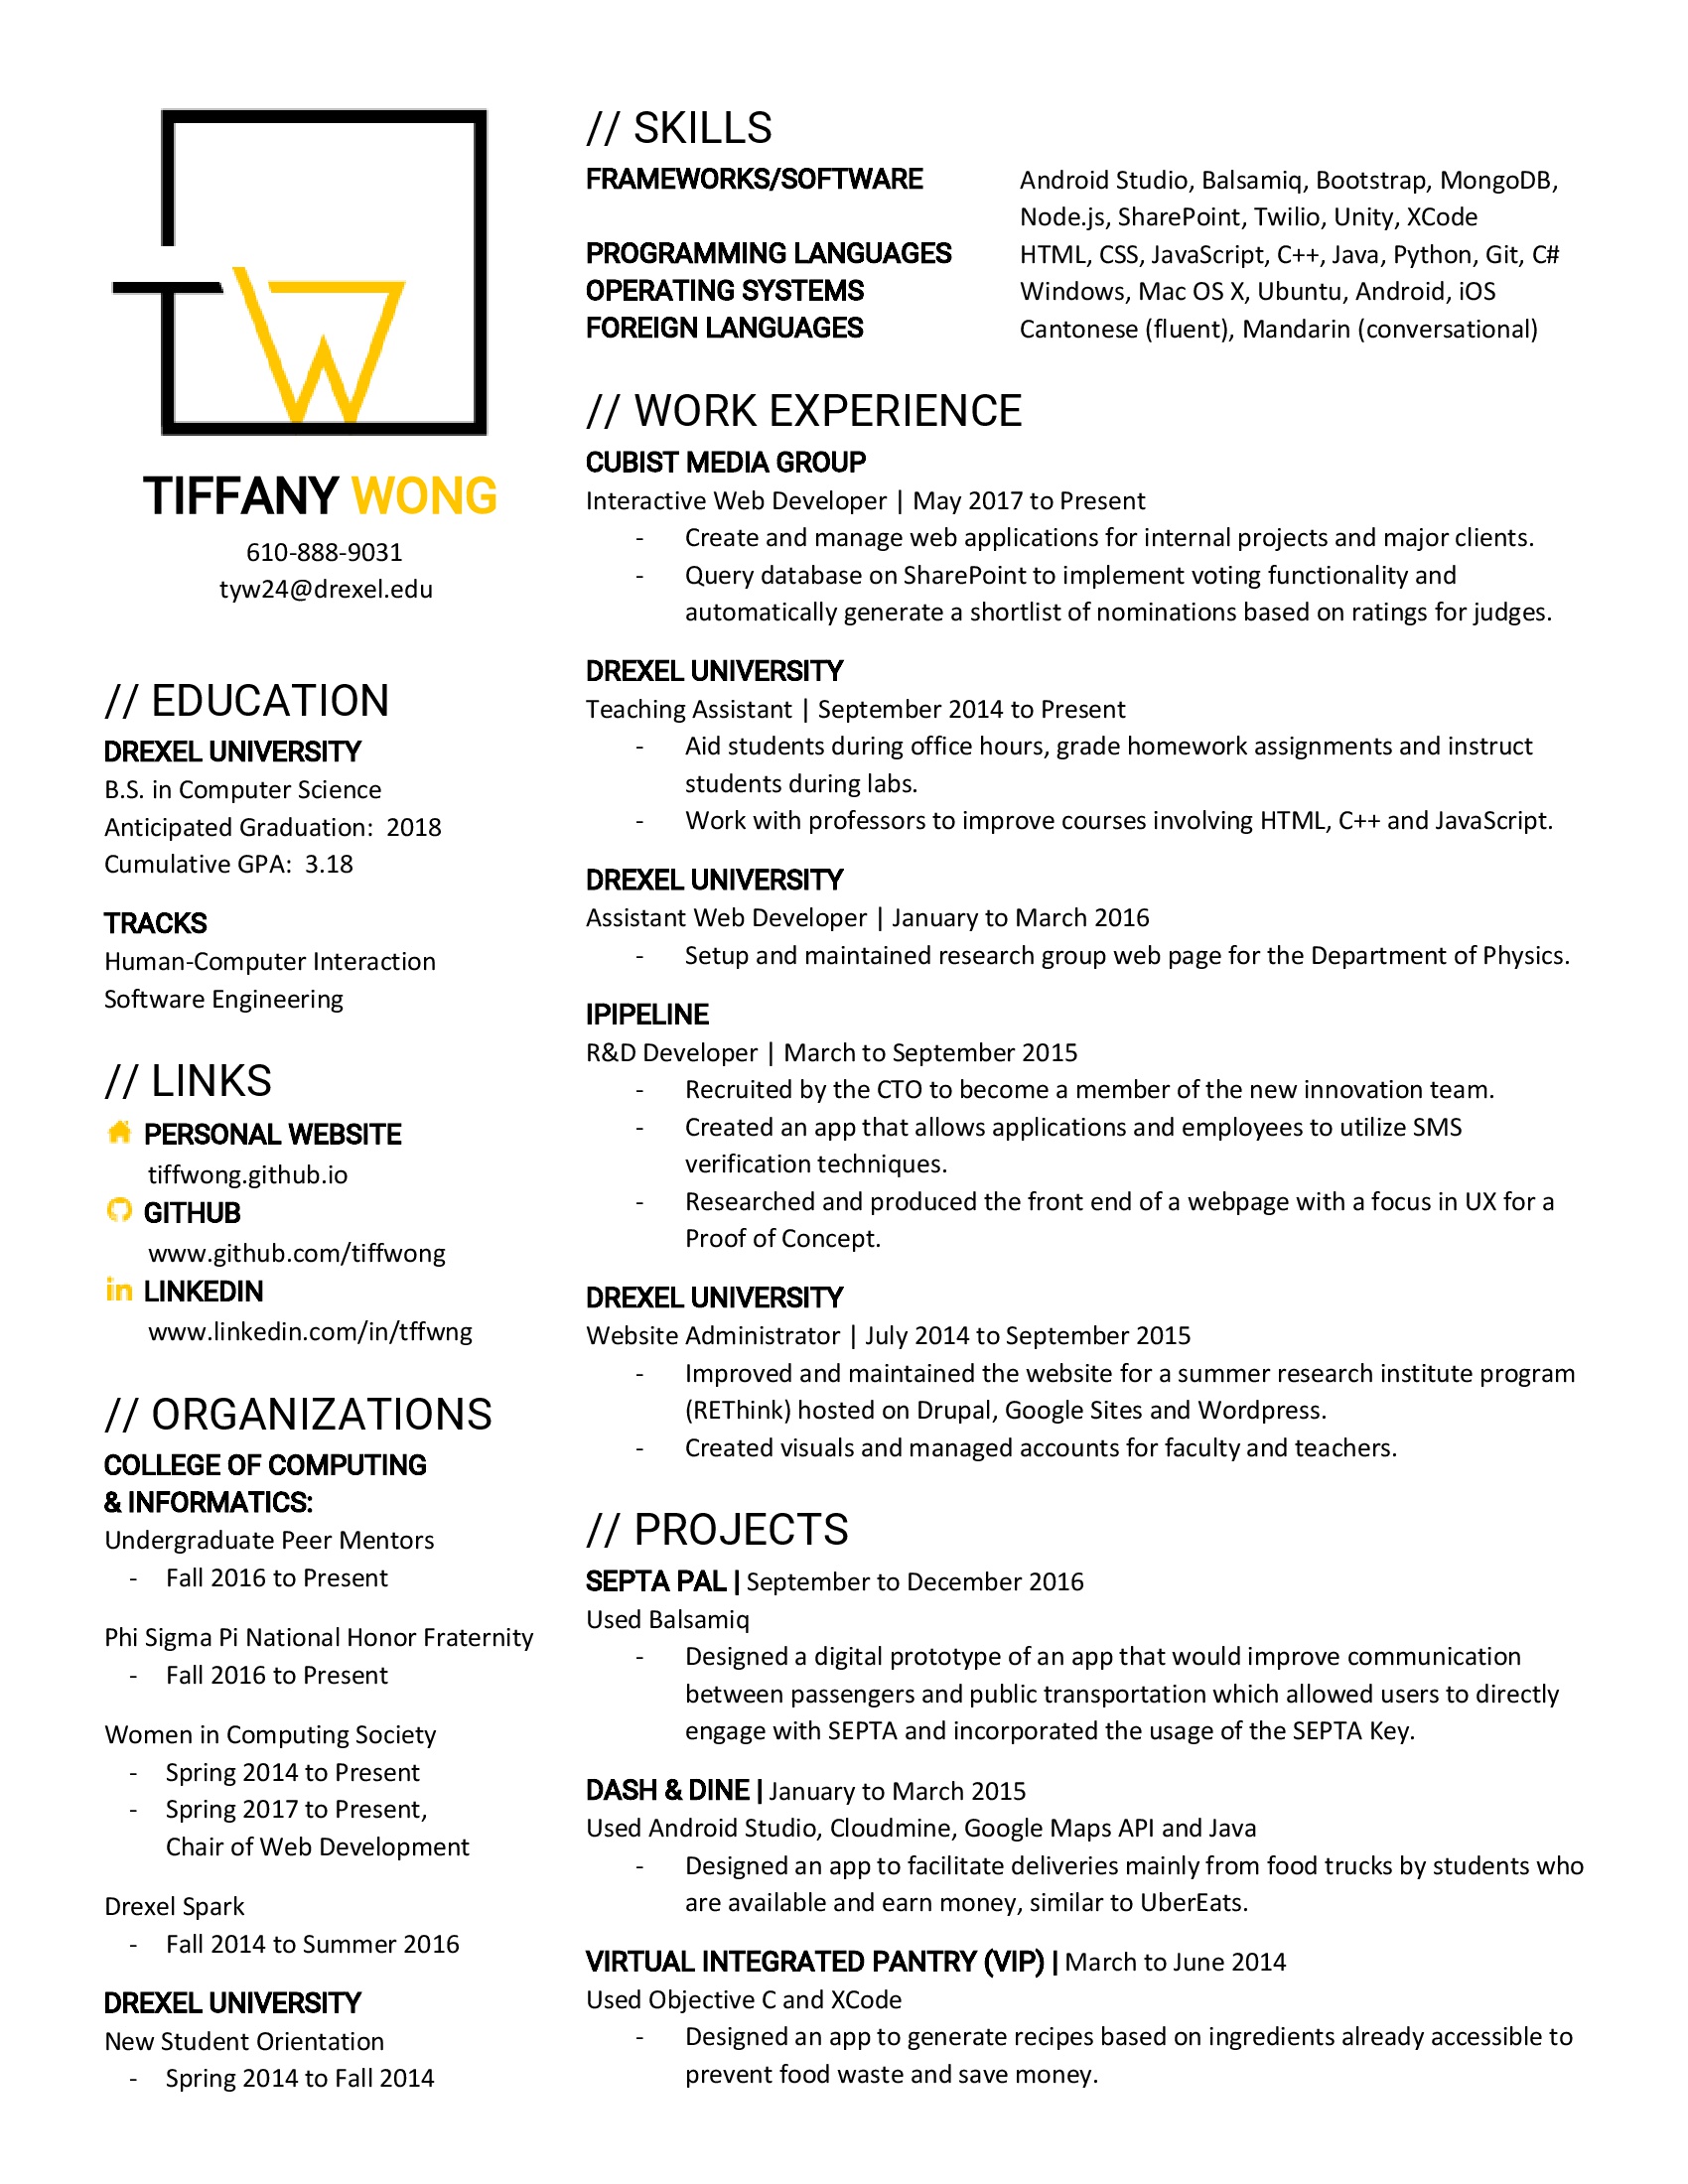 TW
TIFFANY WONG
610-888-9031
tyw24@drexel.edu
// EDUCATION
DREXEL UNIVERSITY
B.S. in Computer Science
Anticipated Graduation:  2018
Cumulative GPA:  3.18
TRACKS
Human-Computer Interaction
Software Engineering
// LINKS
PERSONAL WEBSITE
tiffwong.github.io
GITHUB
www.github.com/tiffwong
in LINKEDIN
www.linkedin.com/in/tffwng
// ORGANIZATIONS
COLLEGE OF COMPUTING
& INFORMATICS:
Undergraduate Peer Mentors
- Fall 2016 to Present
Phi Sigma Pi National Honor Fraternity
- Fall 2016 to Present
Women in Computing Society
- Spring 2014 to Present
- Spring 2017 to Present,
Chair of Web Development
Drexel Spark
- Fall 2014 to Summer 2016
DREXEL UNIVERSITY
New Student Orientation
- Spring 2014 to Fall 2014
// SKILLS
FRAMEWORKS/SOFTWARE Android Studio, Balsamiq, Bootstrap, MongoDB,
Node.js, SharePoint, Twilio, Unity, XCode
PROGRAMMING LANGUAGES HTML, CSS, JavaScript, C++, Java, Python, Git, C#
OPERATING SYSTEMS Windows, Mac OS X, Ubuntu, Android, iOS
FOREIGN LANGUAGES Cantonese (fluent), Mandarin (conversational)
// WORK EXPERIENCE
CUBIST MEDIA GROUP
Interactive Web Developer | May 2017 to Present
- Create and manage web applications for internal projects and major clients.
- Query database on SharePoint to implement voting functionality and
automatically generate a shortlist of nominations based on ratings for judges.
DREXEL UNIVERSITY
Teaching Assistant | September 2014 to Present
- Aid students during office hours, grade homework assignments and instruct
students during labs.
- Work with professors to improve courses involving HTML, C++ and JavaScript.
DREXEL UNIVERSITY
Assistant Web Developer | January to March 2016
- Setup and maintained research group web page for the Department of Physics.
IPIPELINE
R&D Developer | March to September 2015
- Recruited by the CTO to become a member of the new innovation team.
- Created an app that allows applications and employees to utilize SMS
verification techniques.
- Researched and produced the front end of a webpage with a focus in UX for a
Proof of Concept.
DREXEL UNIVERSITY
Website Administrator | July 2014 to September 2015
- Improved and maintained the website for a summer research institute program
(REThink) hosted on Drupal, Google Sites and Wordpress.
- Created visuals and managed accounts for faculty and teachers.
// PROJECTS
SEPTA PAL | September to December 2016
Used Balsamiq
- Designed a digital prototype of an app that would improve communication
between passengers and public transportation which allowed users to directly
engage with SEPTA and incorporated the usage of the SEPTA Key.
DASH & DINE | January to March 2015
Used Android Studio, Cloudmine, Google Maps API and Java
- Designed an app to facilitate deliveries mainly from food trucks by students who
are available and earn money, similar to UberEats.
VIRTUAL INTEGRATED PANTRY (VIP) | March to June 2014
Used Objective C and XCode
- Designed an app to generate recipes based on ingredients already accessible to
prevent food waste and save money.